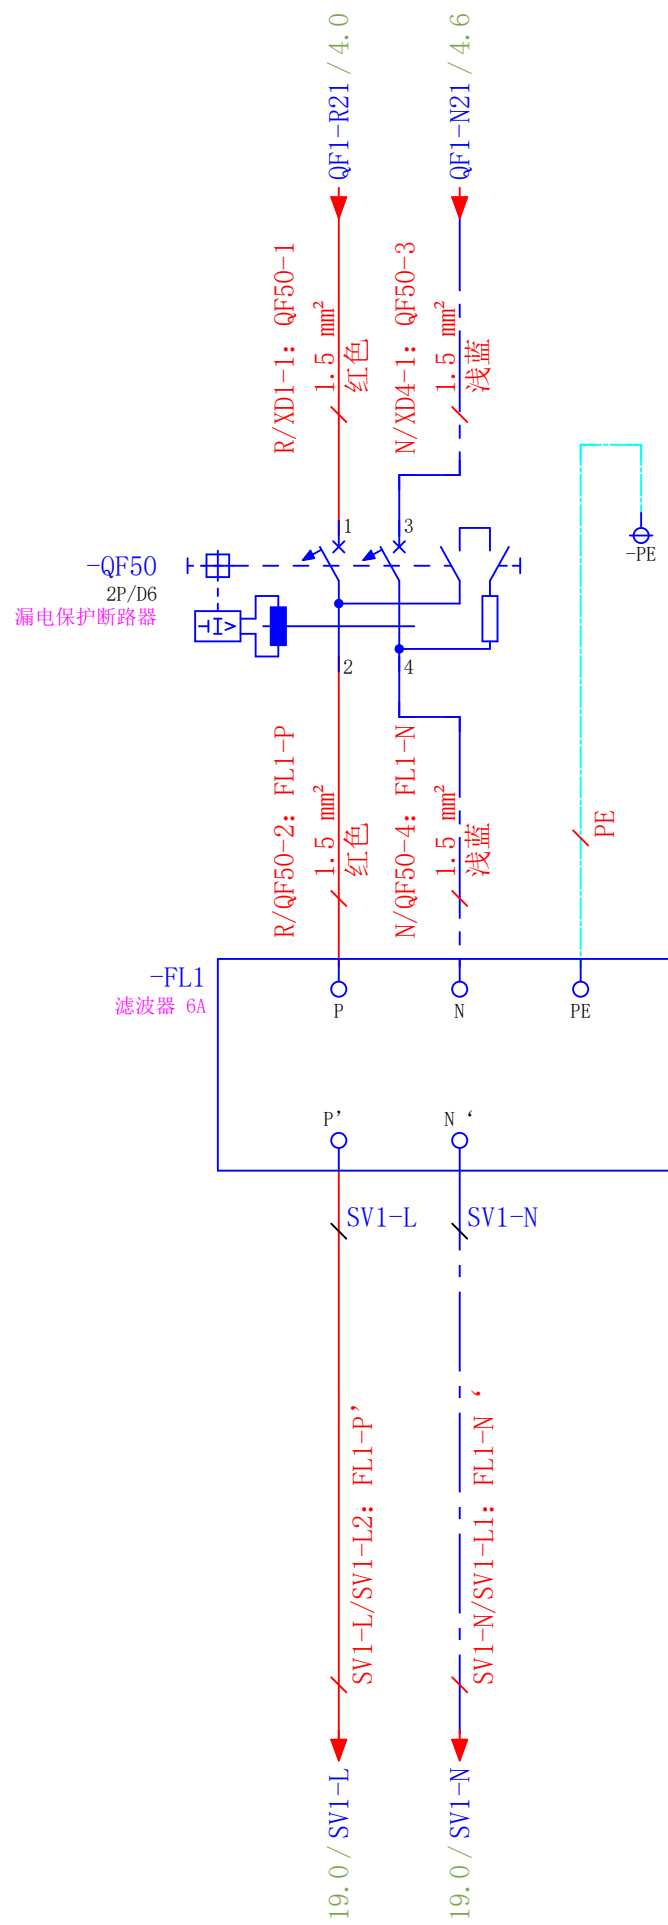 QF1-R21/4.0
QF1-N21/4.6
R/XD1-1: QF50-1
1.5 mm²
红色
N/XD4-1: QF50-3
1.5 mm²
浅蓝
1
3
-PE
-QF50
2P/D6
漏电保护断路器
2
4
R/QF50-2: FL1-P
1.5 mm²
红色
N/QF50-4: FL1-N
1.5 mm²
浅蓝
PE
-FL1
滤波器 6A
P
N
PE
P’
N ‘
SV1-L
SV1-N
SV1-L/SV1-L2: FL1-P’
SV1-N/SV1-L1: FL1-N ‘
19.0/SV1-L
19.0/SV1-N